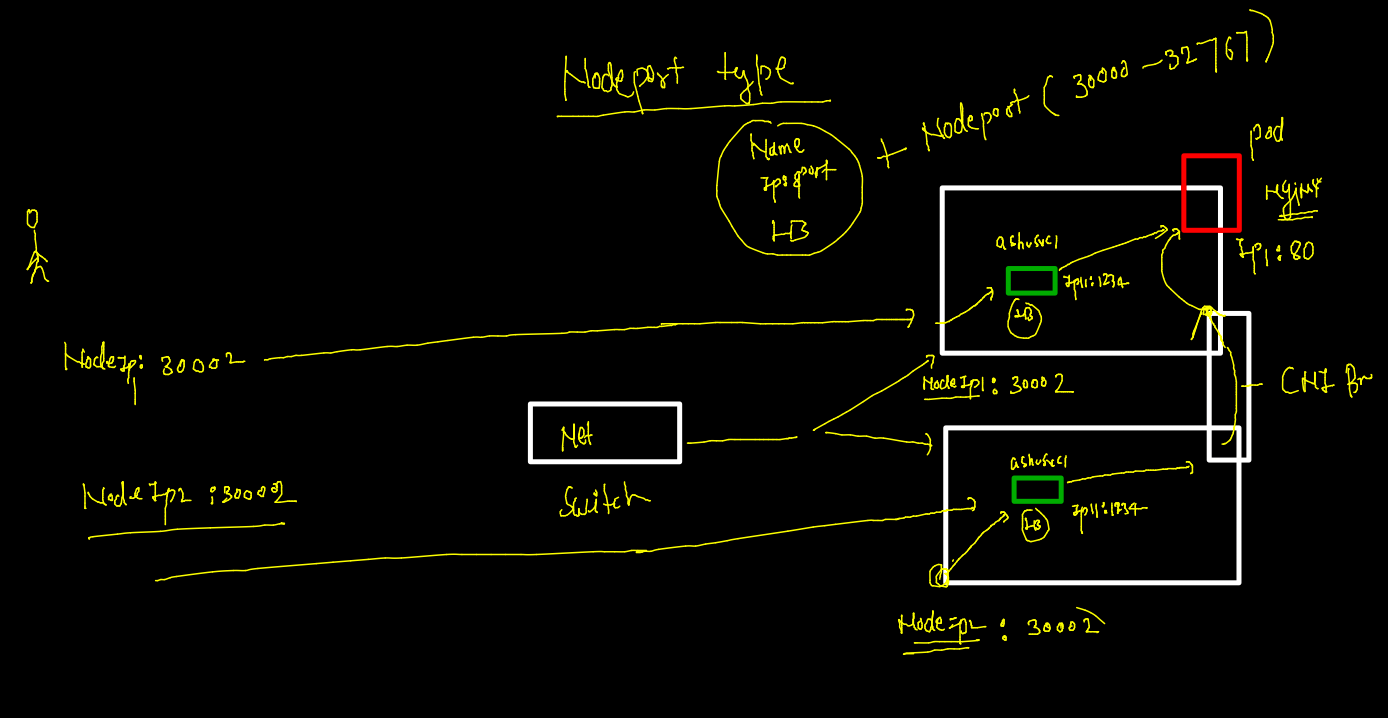 Nodeport type
+ Nodeport (30000 - 32767)
Name
Ip & port
LB
pod
Nginx
Ip1:80
ashusvc1
Ip11:1234
LB
NodeIp: 30002
NodeIp1: 30002
CNI Br
Net
Switch
NodeIp2 :30002
ashusvc1
Ip11:1234
LB
NodeIp2 : 30002